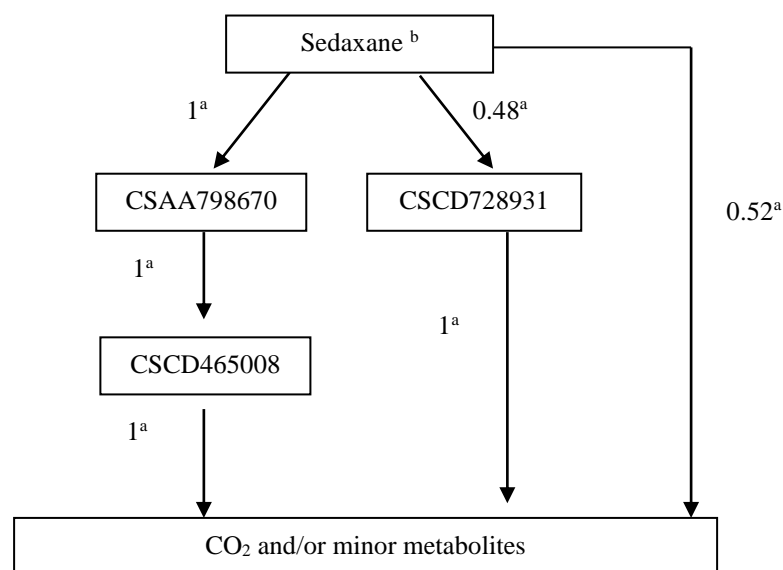 Sedaxane ᵇ
1ᵃ
0.48ᵃ
CSAA798670
CSCD728931
0.52ᵃ
1ᵃ
1ᵃ
CSCD465008
1ᵃ
CO₂ and/or minor metabolites